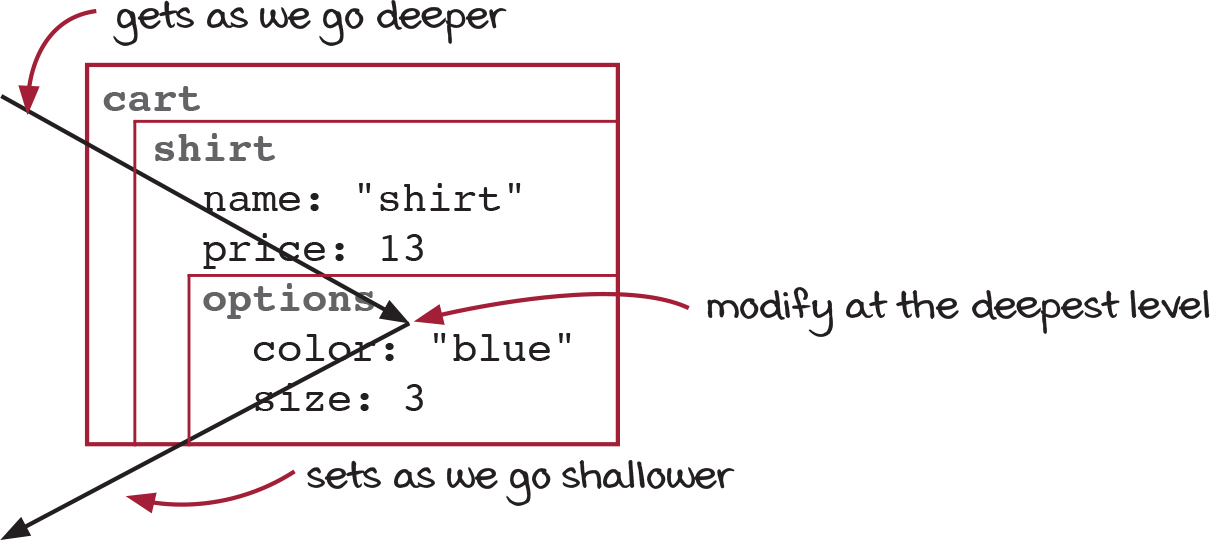 gets as we go deeper
cart
shirt
name: "shirt"
price: 13
options
modify at the deepest level
color: "blue"
size: 3
sets as we go shallower